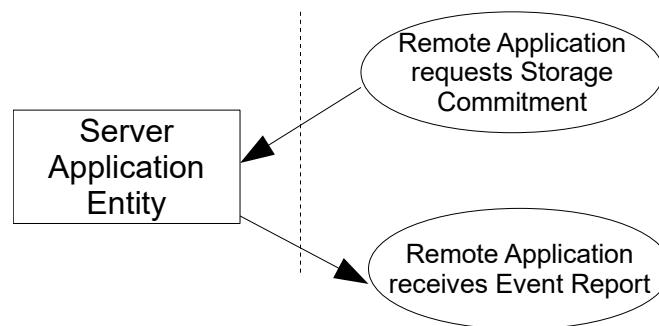 Remote Application
requests Storage
Commitment
Server
Application
Entity
Remote Application
receives Event Report